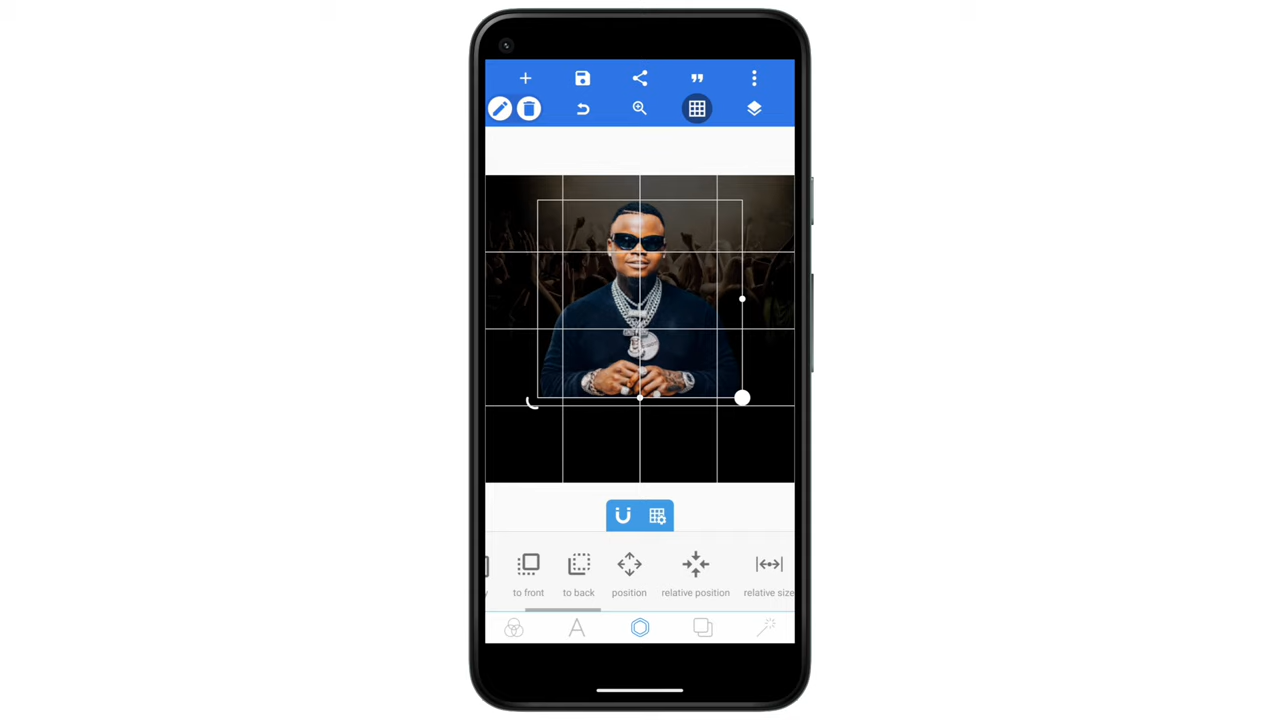 to front
to back
position
relative position
relative size